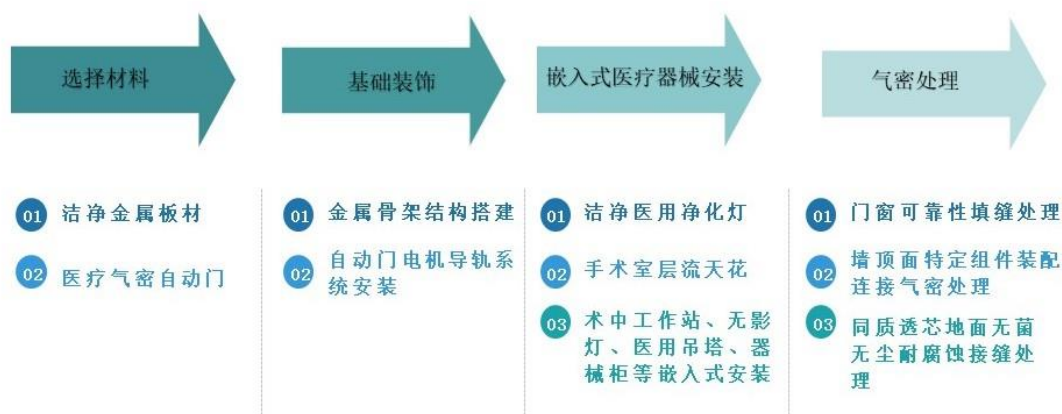 选择材料
基础装饰
嵌入式医疗器械安装
气密处理
01 洁净金属板材
02 医疗气密自动门
01 金属骨架结构搭建
02 自动门电机导轨系
统安装
01 洁净医用净化灯
02 手术室层流天花
03 术中工作站、无影
灯、医用吊塔、器
械柜等嵌入式安装
01 门窗可靠性填缝处理
02 墙顶面特定组件装配
连接气密处理
03 同质透芯地面无菌
无尘耐腐蚀接缝处
理